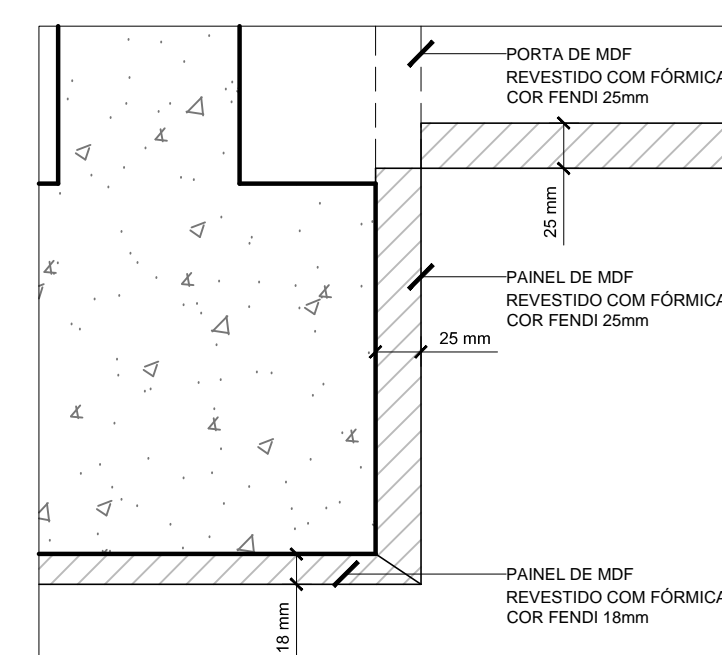 PORTA DE MDF
REVESTIDO COM FÓRMICA
COR FENDI 25mm
25 mm
PAINEL DE MDF
REVESTIDO COM FÓRMICA
COR FENDI 25mm
25 mm
PAINEL DE MDF
REVESTIDO COM FÓRMICA
COR FENDI 18mm
18 mm